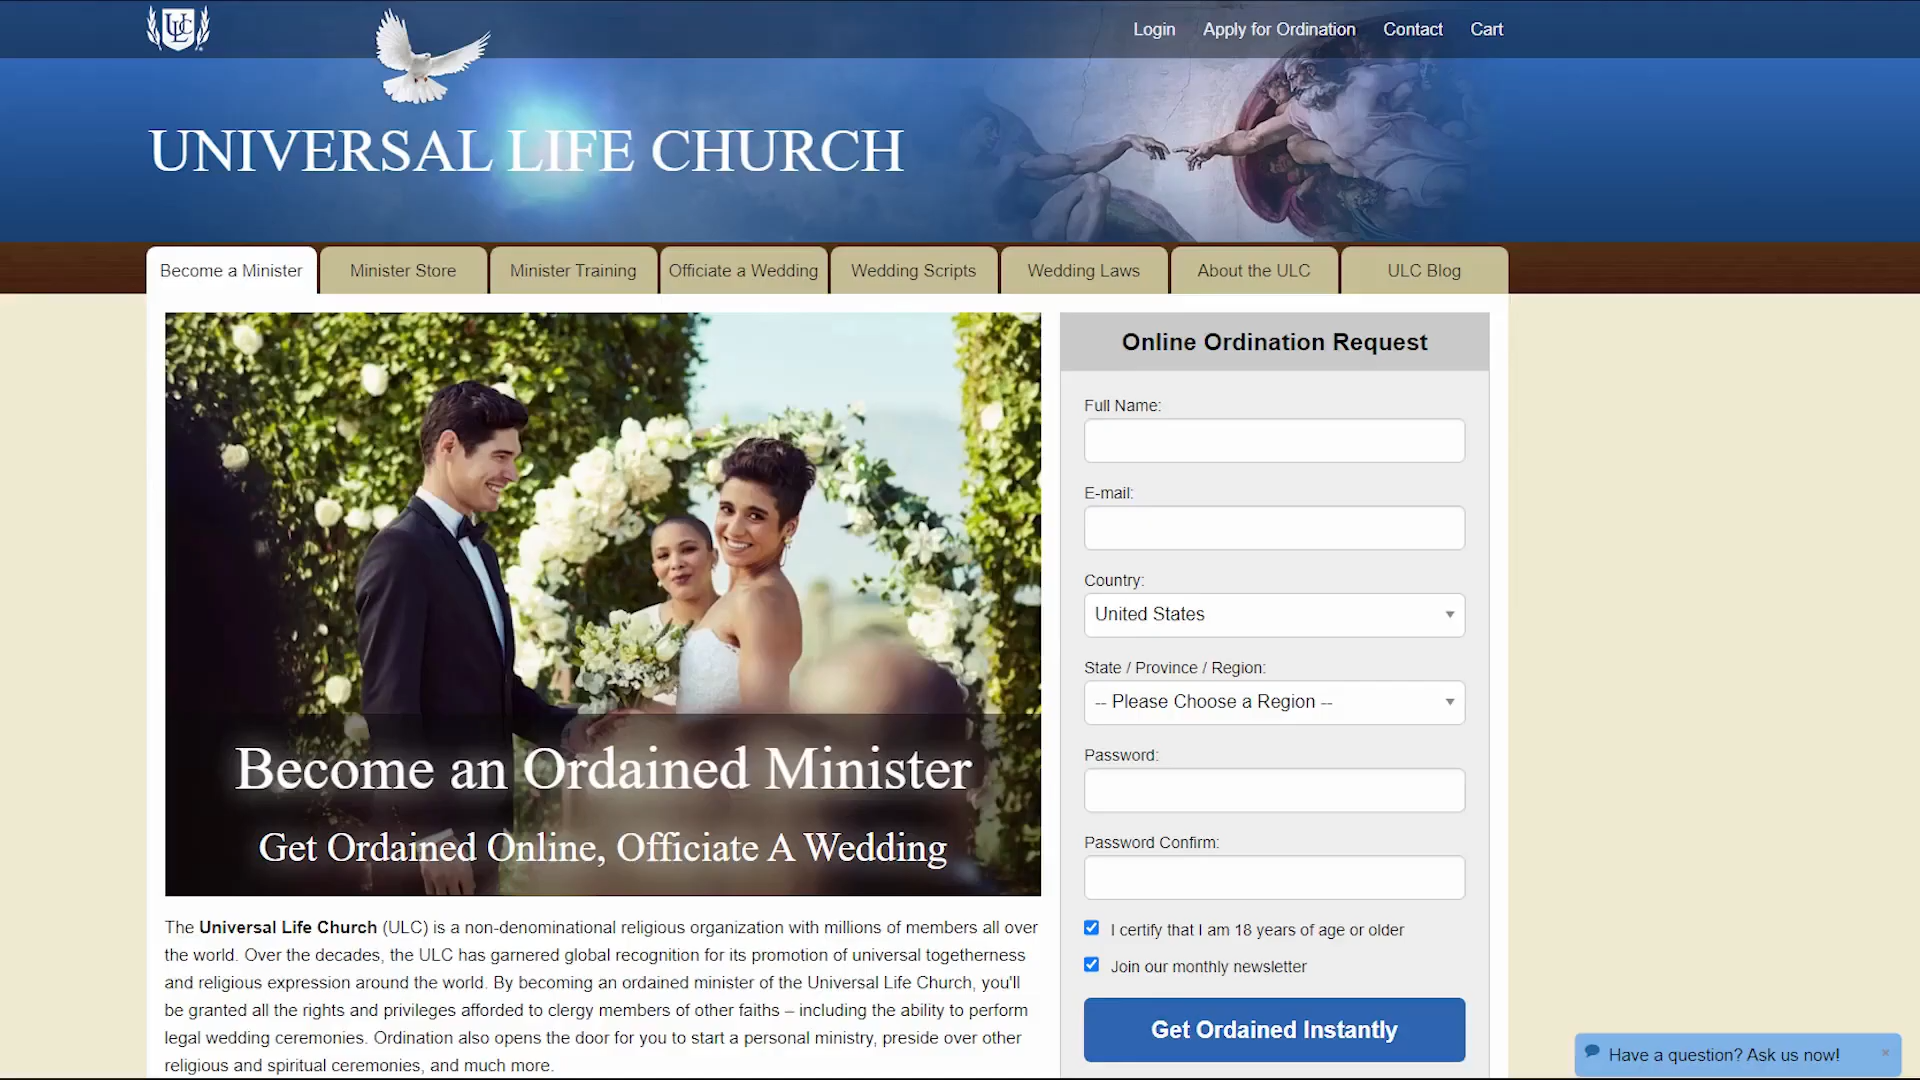 ULC
Login
Apply for Ordination
Contact
Cart
UNIVERSAL LIFE CHURCH
Become a Minister
Minister Store
Minister Training
Officiate a Wedding
Wedding Scripts
Wedding Laws
About the ULC
ULC Blog
Become an Ordained Minister
Get Ordained Online, Officiate A Wedding
The Universal Life Church (ULC) is a non-denominational religious organization with millions of members all over
the world. Over the decades, the ULC has garnered global recognition for its promotion of universal togetherness
and religious expression around the world. By becoming an ordained minister of the Universal Life Church, you'll
be granted all the rights and privileges afforded to clergy members of other faiths – including the ability to perform
legal wedding ceremonies. Ordination also opens the door for you to start a personal ministry, preside over other
religious and spiritual ceremonies, and much more.
Online Ordination Request
Full Name:
E-mail:
Country:
United States
State / Province / Region:
-- Please Choose a Region --
Password:
Password Confirm:
I certify that I am 18 years of age or older
Join our monthly newsletter
Get Ordained Instantly
Have a question? Ask us now!